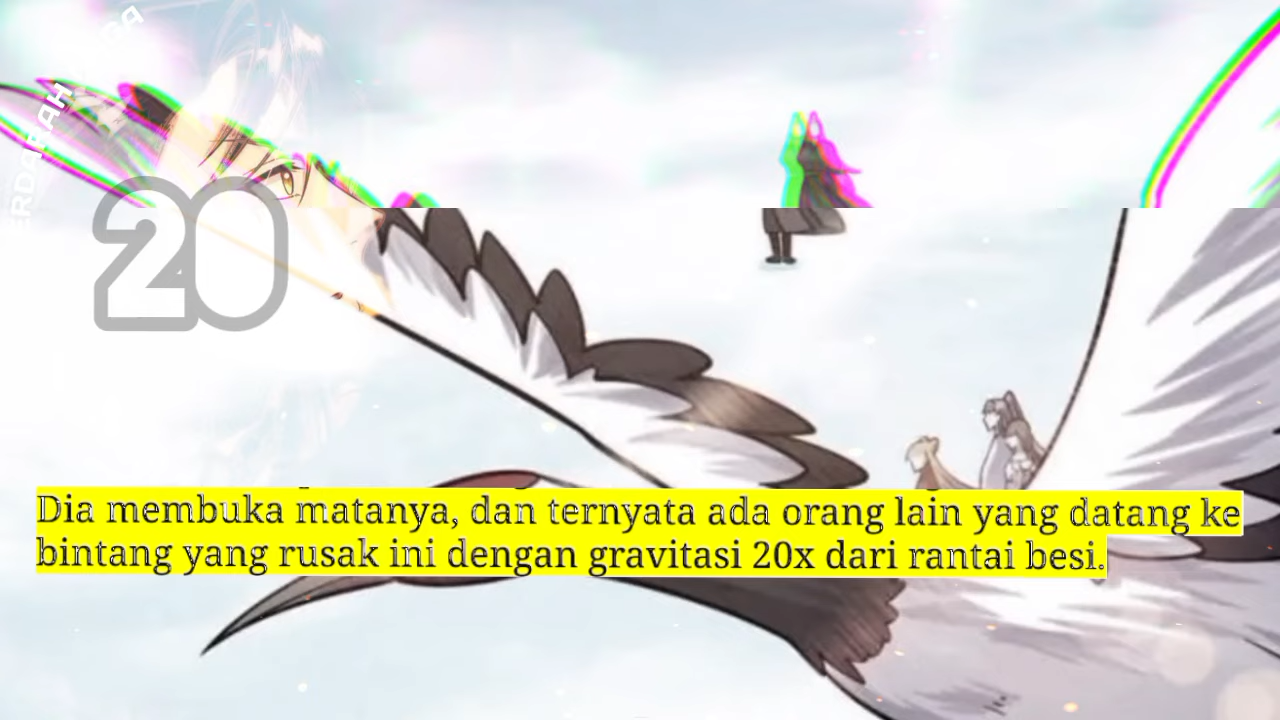 20
Dia membuka matanya, dan ternyata ada orang lain yang datang ke
bintang yang rusak ini dengan gravitasi 20x dari rantai besi.